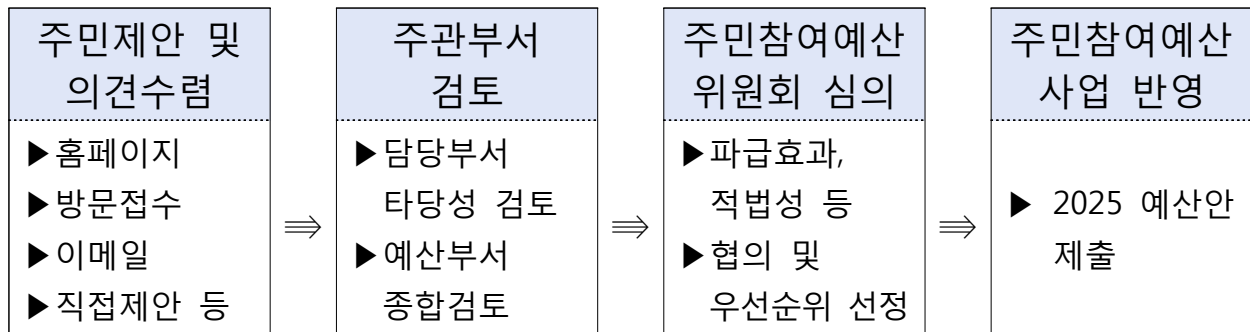 주민제안 및
의견수렴
▶홈페이지
▶방문접수
▶이메일
▶직접제안 등
⇒
주관부서
검토
▶담당부서
타당성 검토
▶예산부서
종합검토
⇒
주민참여예산
위원회 심의
▶파급효과,
적법성 등
▶협의 및
우선순위 선정
⇒
주민참여예산
사업 반영
▶ 2025 예산안
제출